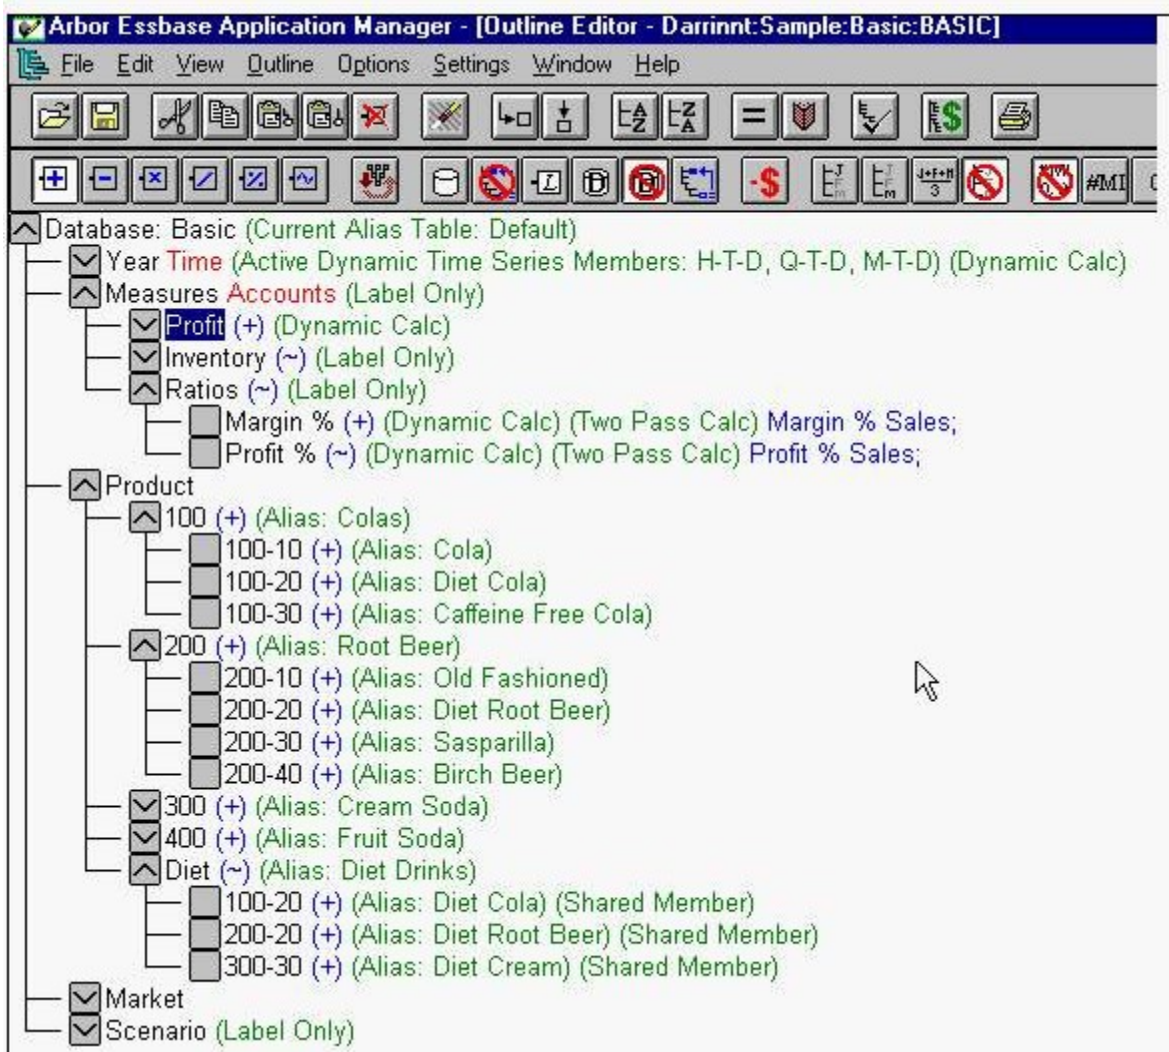 Arbor Essbase Application Manager - [Outline Editor - Darrinnt:Sample:Basic:BASIC]
File Edit View Outline Options Settings Window Help
#MI
Database: Basic (Current Alias Table: Default)
Year Time (Active Dynamic Time Series Members: H-T-D, Q-T-D, M-T-D) (Dynamic Calc)
Measures Accounts (Label Only)
Profit (+) (Dynamic Calc)
Inventory (~) (Label Only)
Ratios (~) (Label Only)
Margin % (+) (Dynamic Calc) (Two Pass Calc) Margin % Sales;
Profit % (~) (Dynamic Calc) (Two Pass Calc) Profit % Sales;
Product
100 (+) (Alias: Colas)
100-10 (+) (Alias: Cola)
100-20 (+) (Alias: Diet Cola)
100-30 (+) (Alias: Caffeine Free Cola)
200 (+) (Alias: Root Beer)
200-10 (+) (Alias: Old Fashioned)
200-20 (+) (Alias: Diet Root Beer)
200-30 (+) (Alias: Sasparilla)
200-40 (+) (Alias: Birch Beer)
300 (+) (Alias: Cream Soda)
400 (+) (Alias: Fruit Soda)
Diet (~) (Alias: Diet Drinks)
100-20 (+) (Alias: Diet Cola) (Shared Member)
200-20 (+) (Alias: Diet Root Beer) (Shared Member)
300-30 (+) (Alias: Diet Cream) (Shared Member)
Market
Scenario (Label Only)